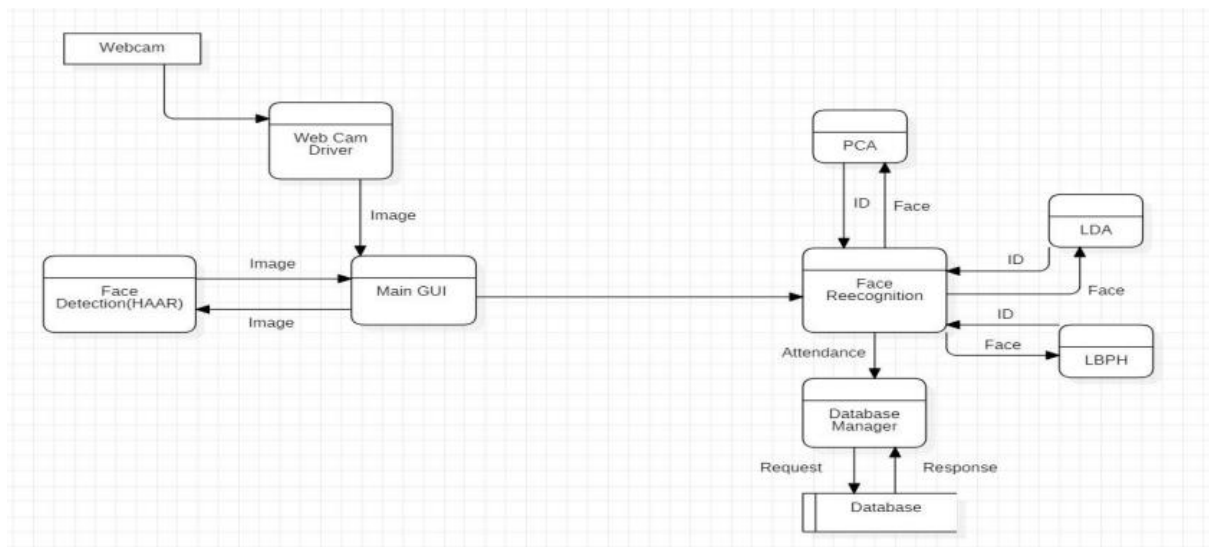 Webcam
Web Cam
Driver
Image
PCA
ID
Face
LDA
ID
Face
Face
Detection(HAAR)
Image
Image
Main GUI
Face
Reecognition
ID
Face
LBPH
Attendance
Database
Manager
Request
Response
Database